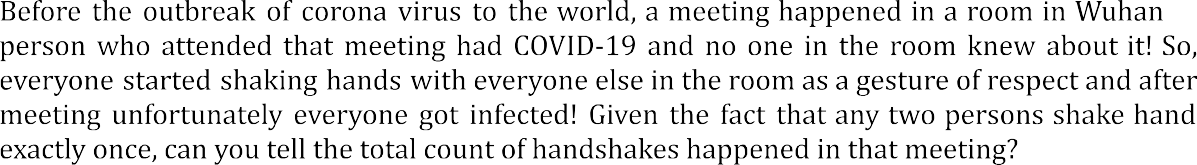 Before the outbreak of corona virus to the world, a meeting happened in a room in Wuhan
person who attended that meeting had COVID-19 and no one in the room knew about it! So,
everyone started shaking hands with everyone else in the room as a gesture of respect and after
meeting unfortunately everyone got infected! Given the fact that any two persons shake hand
exactly once, can you tell the total count of handshakes happened in that meeting?